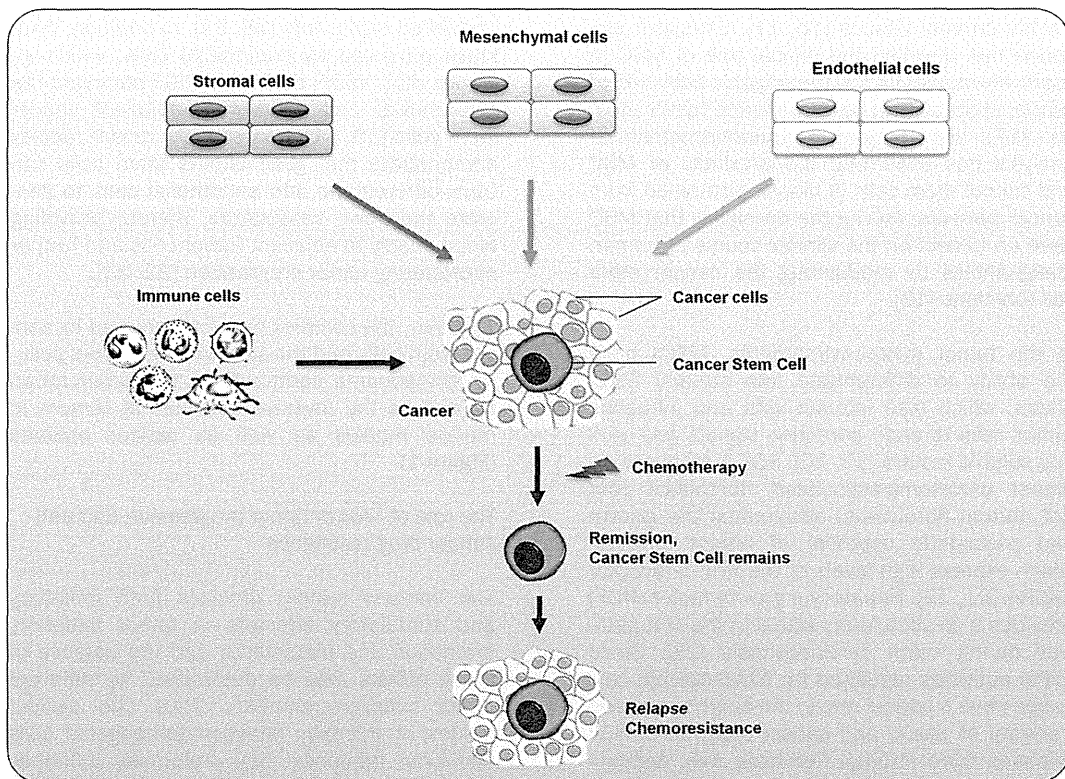 Mesenchymal cells
Stromal cells
Endothelial cells
Immune cells
Cancer cells
Cancer Stem Cell
Cancer
Chemotherapy
Remission,
Cancer Stem Cell remains
Relapse
Chemoresistance